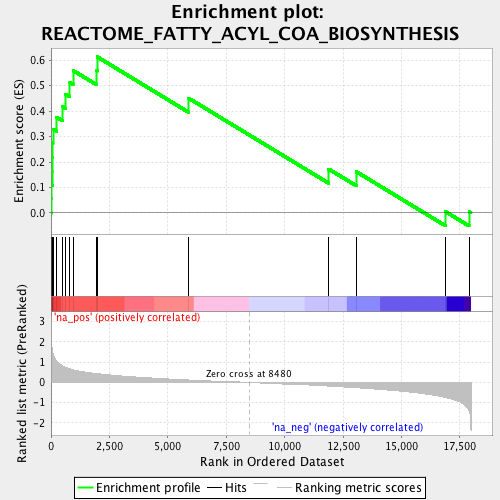 Enrichment plot:
REACTOME_FATTY_ACYL_COA_BIOSYNTHESIS
Enrichment score (ES)
0.6
0.5
0.4
0.3
0.2
0.1
0.0
'na_pos' (positively correlated)
Ranked list metric (PreRanked)
3
2
1
0
-1
-2
Zero cross at 8480
'na_neg' (negatively correlated)
0
2,500
5,000
7,500
10,000
12,500
15,000
17,500
Rank in Ordered Dataset
Enrichment profile
Hits
Ranking metric scores